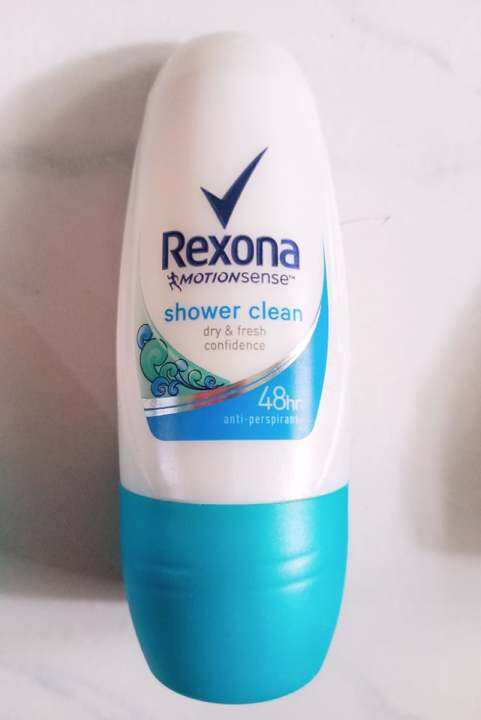 Rexona
MOTIONsense™
shower clean
dry & fresh
confidence
48hr
anti-perspirant